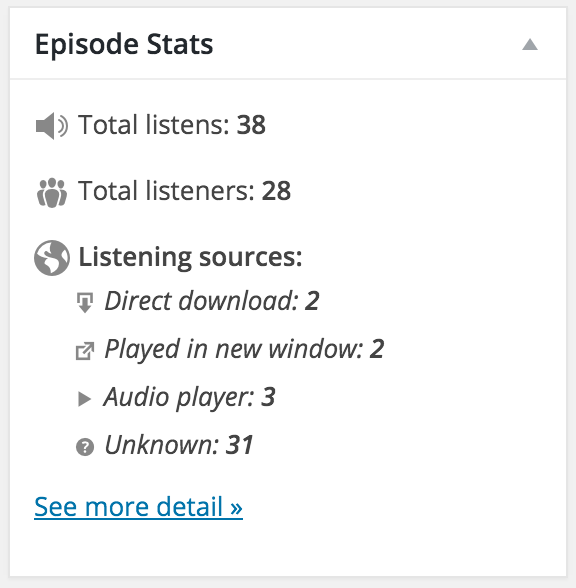 Episode Stats
Total listens: 38
Total listeners: 28
Listening sources:
Direct download: 2
Played in new window: 2
Audio player: 3
Unknown: 31
See more detail »